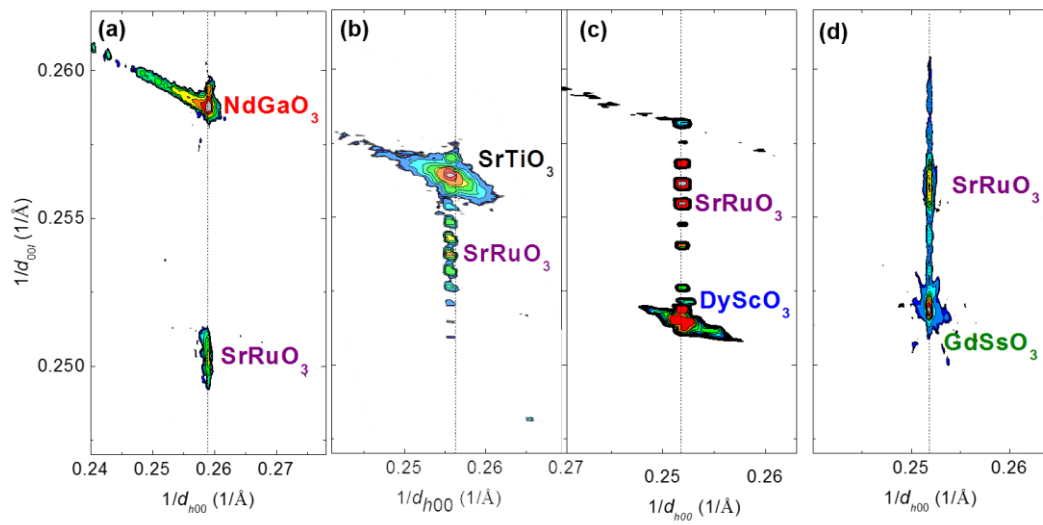 (a)
(b)
(c)
(d)
1/d₀₀ₗ (1/Å)
0.260
0.255
0.250
NdGaO₃
SrRuO₃
SrTiO₃
SrRuO₃
SrRuO₃
DyScO₃
SrRuO₃
GdSsO₃
0.24 0.25 0.26 0.27
0.25 0.26 0.27
0.25 0.26
0.25 0.26
1/dₕ₀₀ (1/Å)
1/dₕ₀₀ (1/Å)
1/dₕ₀₀ (1/Å)
1/dₕ₀₀ (1/Å)